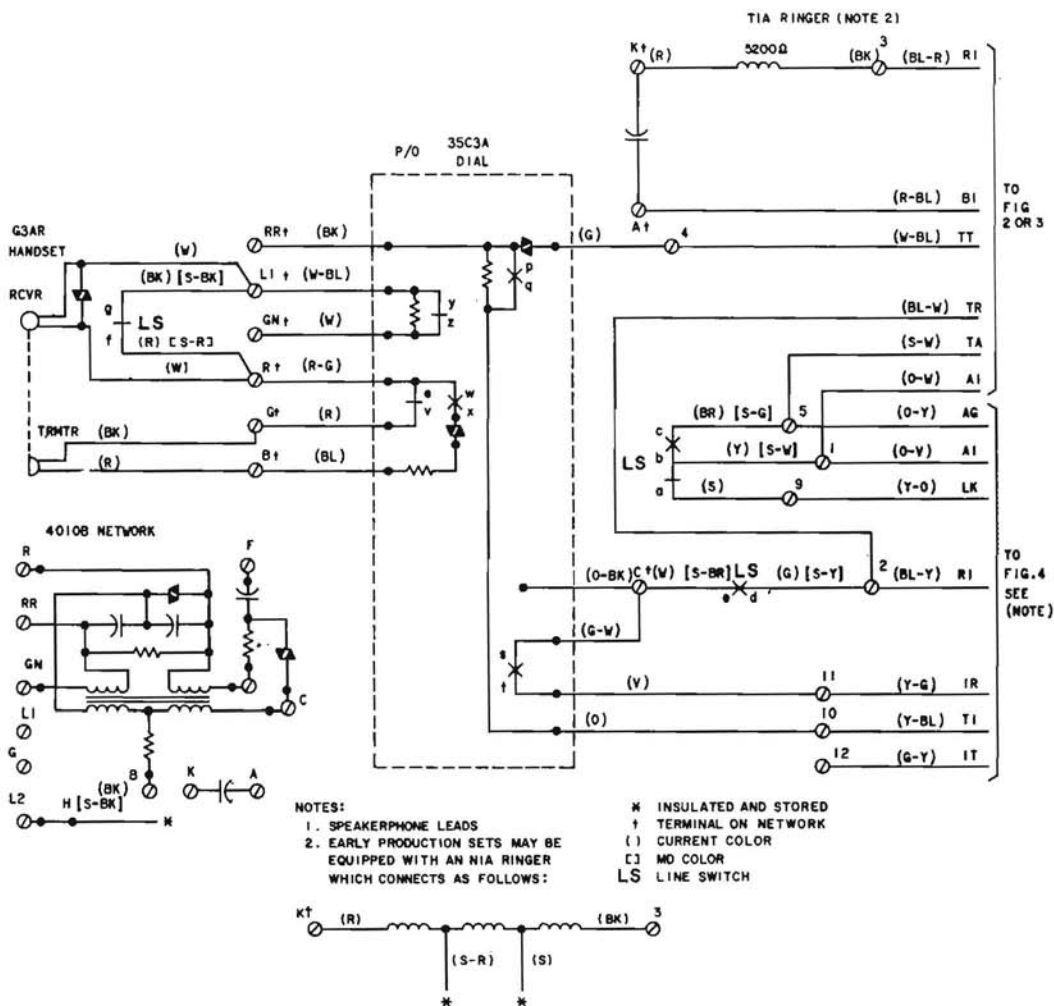 TIA RINGER (NOTE 2)
K† (R) 5200Ω (BK) 3 (BL-R) R1
P/O 35C3A
DIAL
A† (R-BL) B1
TO
FIG
2 OR 3
G3AR
HANDSET
RCVR
(W)
RR† (BK)
(G) 4 (W-BL) TT
(BK) [S-BK]
L1† (W-BL)
p
q
g
LS
f
y
z
GN† (W)
(BL-W) TR
(R) [S-R]
(W)
R† (R-G)
(S-W) TA
(O-W) A1
e
v
w
x
G† (R)
(BR) [S-G] 5 (O-Y) AG
TRMTR (BK)
(R)
B† (BL)
c
LS b
a
(Y) [S-W] 1 (O-V) A1
(S) 9 (Y-O) LK
4010B NETWORK
R
F
RR
GN
L1
G
L2
C
B
(BK)
K
A
H [S-BK]
*
(O-BK) C† (W) [S-BR] LS (G) [S-Y] 2 (BL-Y) R1
e d
TO
FIG.4
SEE
(NOTE)
(G-W)
s
t
(V) 11 (Y-G) IR
(O) 10 (Y-BL) T1
12 (G-Y) IT
NOTES:
1. SPEAKERPHONE LEADS
2. EARLY PRODUCTION SETS MAY BE
EQUIPPED WITH AN NIA RINGER
WHICH CONNECTS AS FOLLOWS:
* INSULATED AND STORED
† TERMINAL ON NETWORK
( ) CURRENT COLOR
[] MD COLOR
LS LINE SWITCH
K† (R) (BK) 3
(S-R) (S)
* *